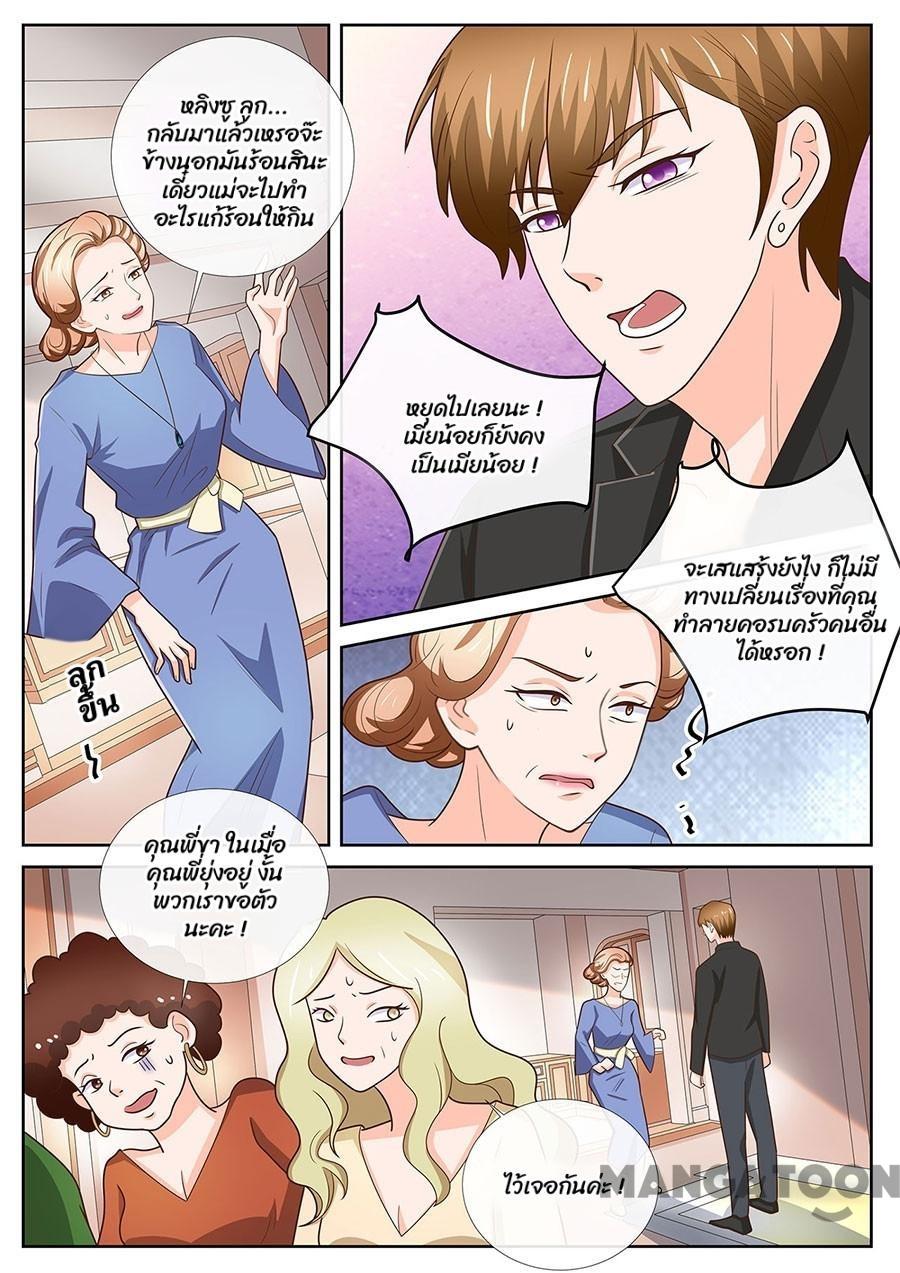 หลิงซู ลูก...
กลับมาแล้วเหรอจ๊ะ
ข้างนอกมันร้อนสินะ
เดี๋ยวแม่จะไปทำ
อะไรแก้ร้อนให้กิน
หยุดไปเลยนะ !
เมียน้อยก็ยังคง
เป็นเมียน้อย !
จะเสแสร้งยังไง ก็ไม่มี
ทางเปลี่ยนเรื่องที่คุณ
ทำลายคอรบครัวคนอื่น
ได้หรอก !
ลุก
ขึ้น
คุณพี่ขา ในเมื่อ
คุณพี่ยุ่งอยู่ งั้น
พวกเราขอตัว
นะคะ !
ไว้เจอกันค่ะ !
MANGATOON